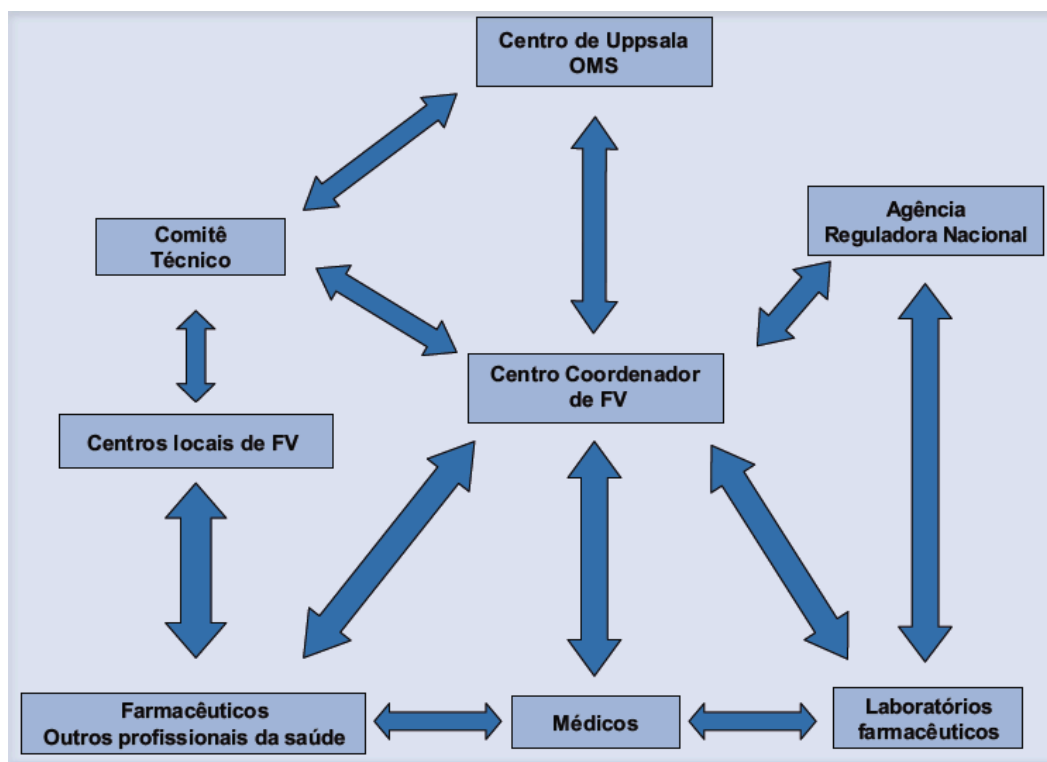 Centro de Uppsala
OMS
Agência
Reguladora Nacional
Comitê
Técnico
Centro Coordenador
de FV
Centros locais de FV
Farmacêuticos
Outros profissionais da saúde
Médicos
Laboratórios
farmacêuticos